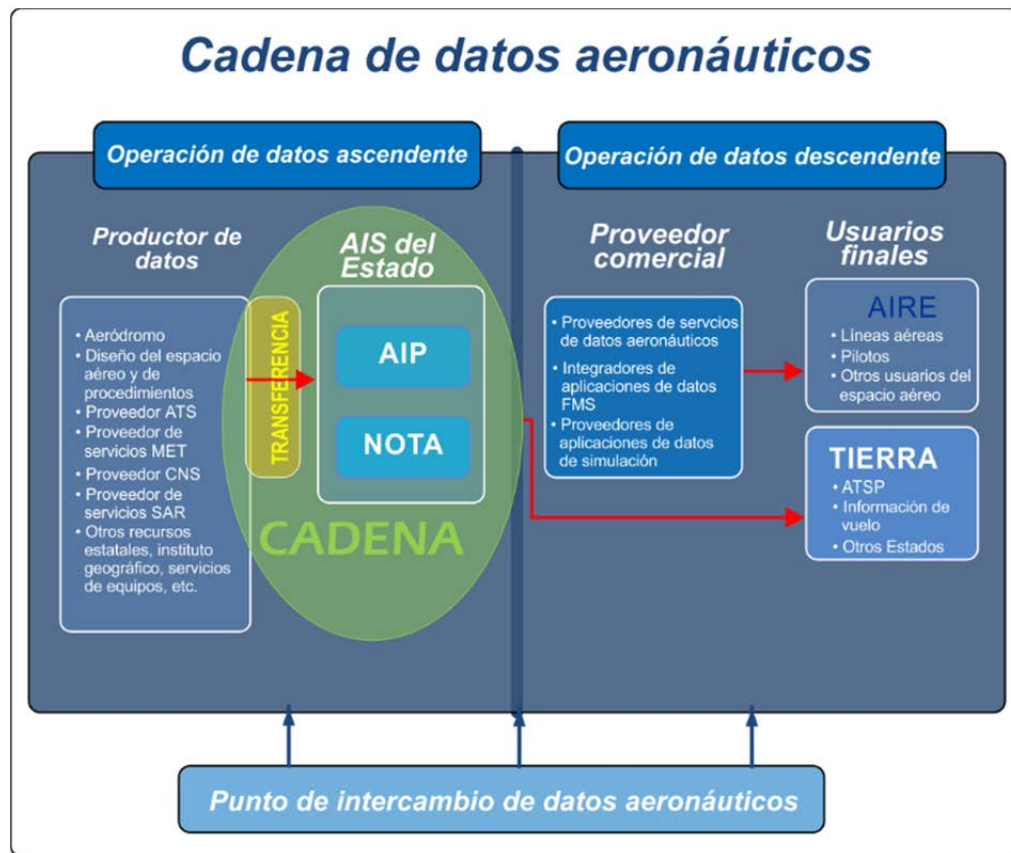 Cadena de datos aeronáuticos
Operación de datos ascendente
Operación de datos descendente
Productor de
datos
• Aeródromo
• Diseño del espacio
aéreo y de
procedimientos
• Proveedor ATS
• Proveedor de
servicios MET
• Proveedor CNS
• Proveedor de
servicios SAR
• Otros recursos
estatales, instituto
geográfico, servicios
de equipos, etc.
TRANSFERENCIA
AIS del
Estado
AIP
NOTA
CADENA
Proveedor
comercial
• Proveedores de servcios
de datos aeronáuticos
• Integradores de
aplicaciones de datos
FMS
• Proveedores de
aplicaciones de datos
de simulación
Usuarios
finales
AIRE
• Líneas aéreas
• Pilotos
• Otros usuarios del
espacio aéreo
TIERRA
• ATSP
• Información de
vuelo
• Otros Estados
Punto de intercambio de datos aeronáuticos